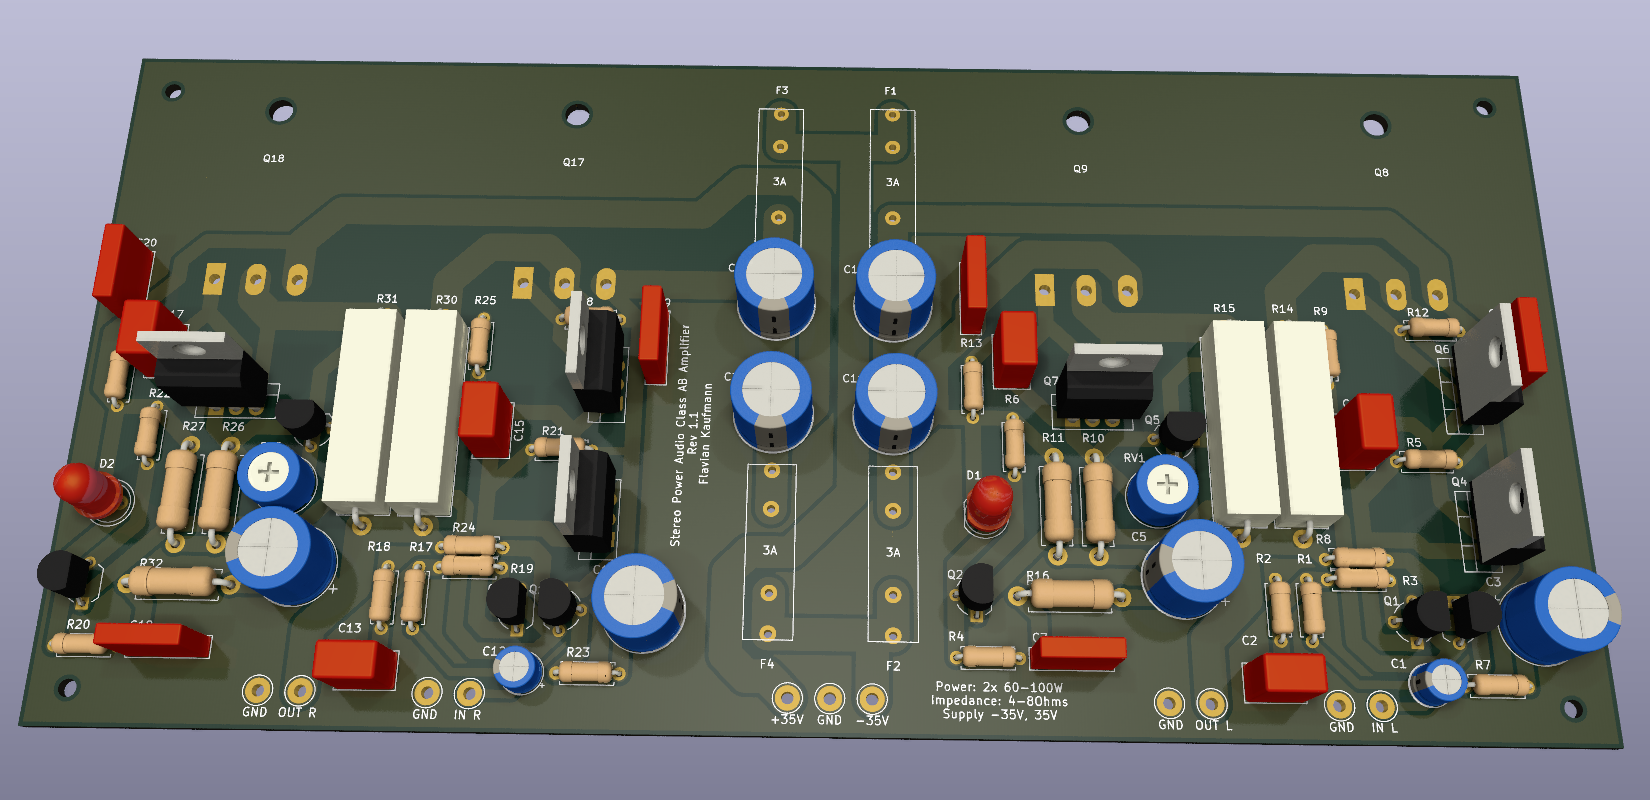 F3
F1
Q18
Q17
Q9
Q8
3A
3A
R31
R30
R25
R15
R14
R9
R12
R13
Q6
Q7
R6
R27
R26
C15
R21
R11
R10
Q5
R5
D2
RV1
D1
Q4
Stereo Power Audio Class AB Amplifier
Rev 1.1
Flavian Kaufmann
3A
3A
R24
C5
R18
R17
R8
R2
R1
R32
R19
Q2
R16
R3
C3
Q1
R20
C13
R4
C2
R23
F4
F2
C1
R7
Power: 2x 60-100W
Impedance: 4-8Ohms
Supply -35V, 35V
GND
OUT R
GND
IN R
+35V
GND
-35V
GND
OUT L
GND
IN L